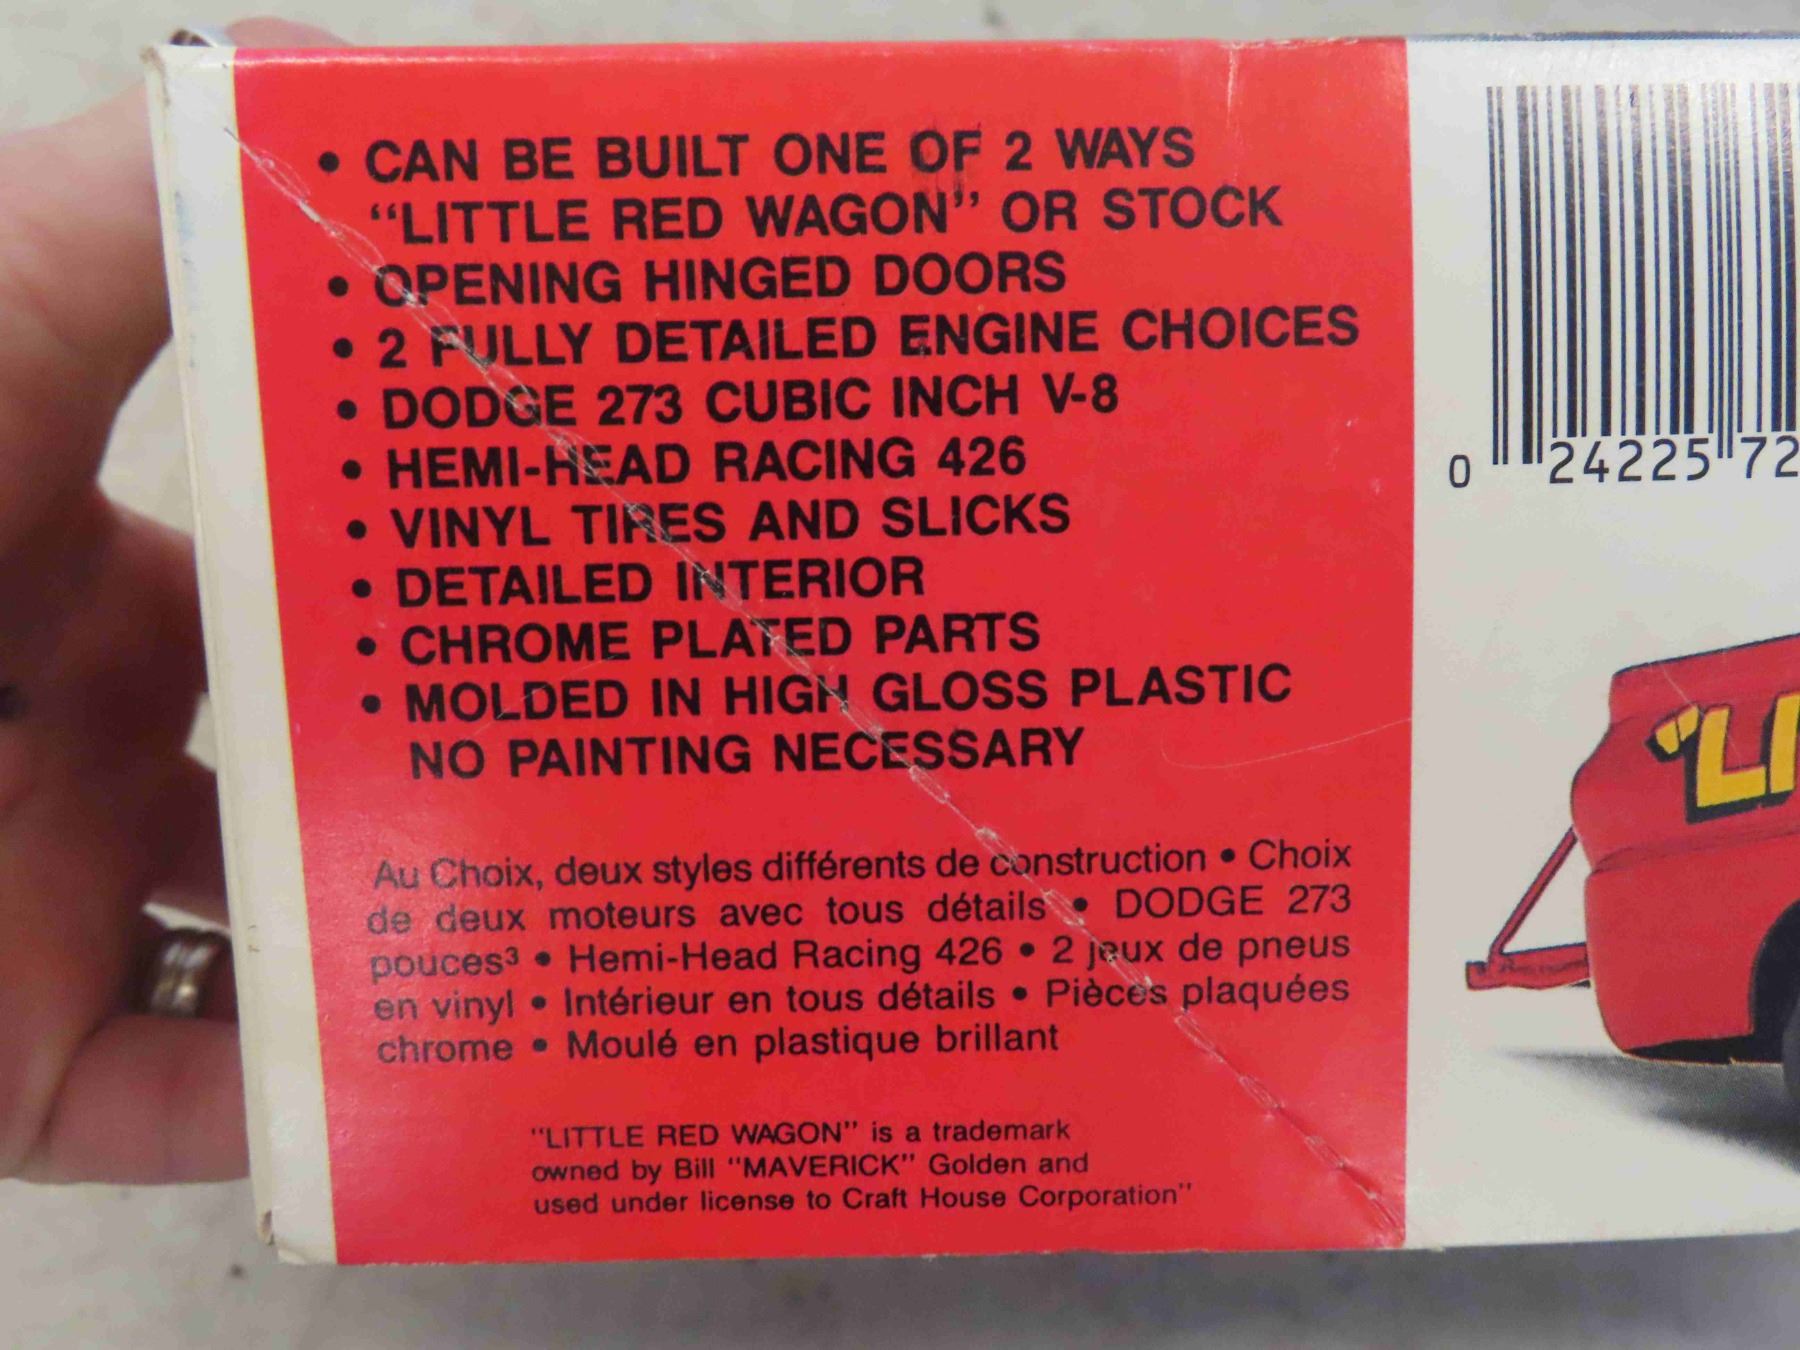 • CAN BE BUILT ONE OF 2 WAYS
“LITTLE RED WAGON” OR STOCK
• OPENING HINGED DOORS
• 2 FULLY DETAILED ENGINE CHOICES
• DODGE 273 CUBIC INCH V-8
• HEMI-HEAD RACING 426
• VINYL TIRES AND SLICKS
• DETAILED INTERIOR
• CHROME PLATED PARTS
• MOLDED IN HIGH GLOSS PLASTIC
NO PAINTING NECESSARY
Au Choix, deux styles différents de construction • Choix
de deux moteurs avec tous détails • DODGE 273
pouces³ • Hemi-Head Racing 426 • 2 jeux de pneus
en vinyl • Intérieur en tous détails • Pièces plaquées
chrome • Moulé en plastique brillant
"LITTLE RED WAGON" is a trademark
owned by Bill "MAVERICK" Golden and
used under license to Craft House Corporation"
0 24225 72
"LI